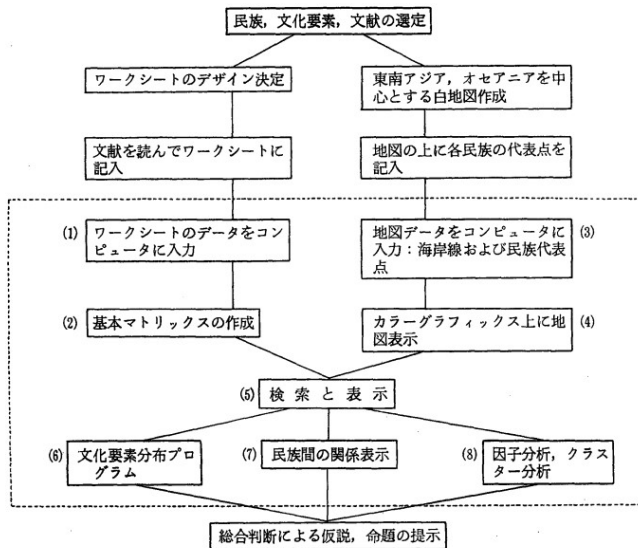 民族，文化要素，文献の選定
ワークシートのデザイン決定
東南アジア，オセアニアを中
心とする白地図作成
文献を読んでワークシートに
記入
地図の上に各民族の代表点を
記入
(1) ワークシートのデータをコン
ピュータに入力
地図データをコンピュータに (3)
入力：海岸線および民族代表
点
(2) 基本マトリックスの作成
カラーグラフィックス上に地 (4)
図表示
(5) 検索と表示
(6) 文化要素分布プロ
グラム
(7) 民族間の関係表示
(8) 因子分析，クラス
ター分析
総合判断による仮説，命題の提示